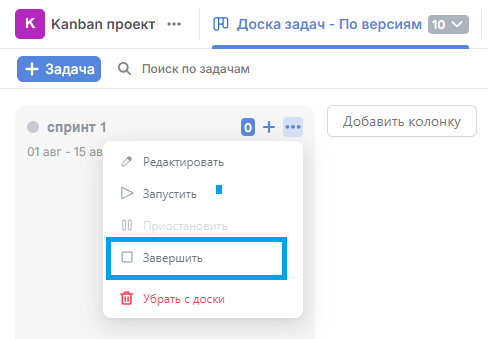 K Kanban проект ••• Доска задач - По версиям 10
+ Задача Поиск по задачам
спринт 1 0 + •••
Добавить колонку
01 авг - 15 ав
Редактировать
Запустить
Приостановить
Завершить
Убрать с доски